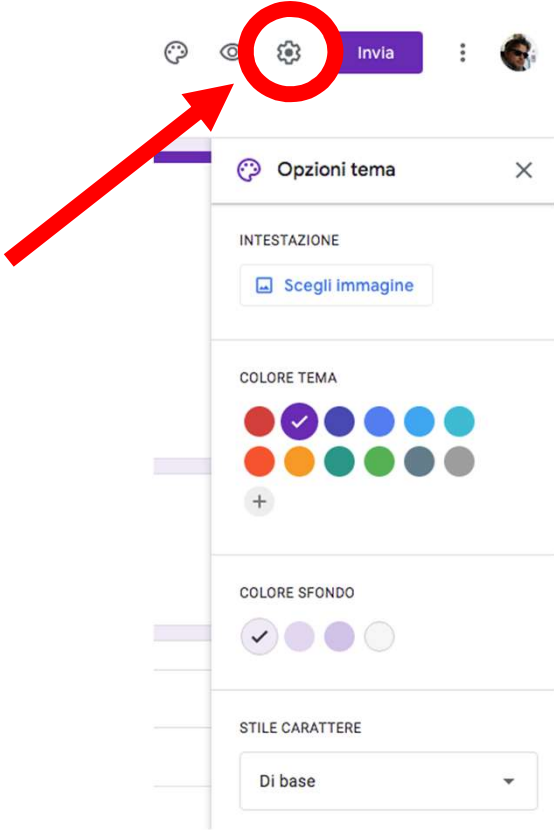 Invia
Opzioni tema
INTESTAZIONE
Scegli immagine
COLORE TEMA
COLORE SFONDO
STILE CARATTERE
Di base